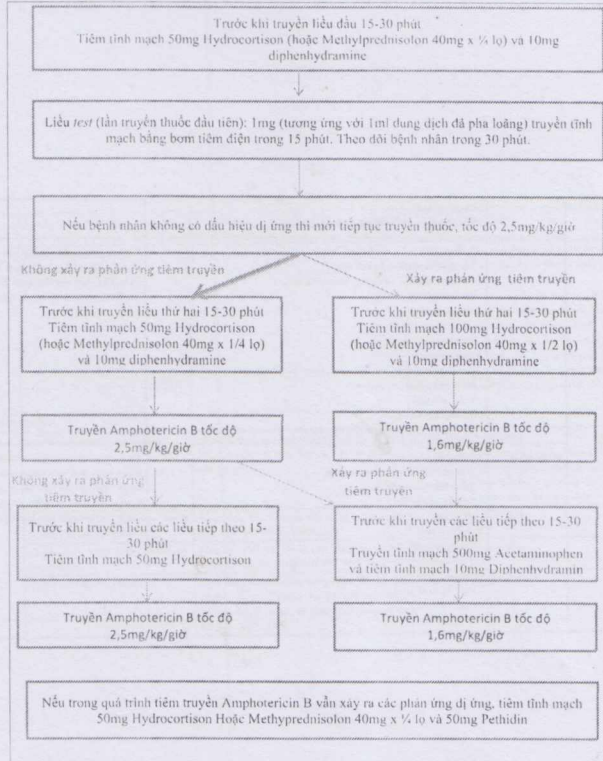 Trước khi truyền liều đầu 15-30 phút
Tiêm tĩnh mạch 50mg Hydrocortison (hoặc Methylprednisolon 40mg x ¼ lọ) và 10mg
diphenhydramine
Liều test (lần truyền thuốc đầu tiên): 1mg (tương ứng với 1ml dung dịch đã pha loãng) truyền tĩnh
mạch bằng bơm tiêm điện trong 15 phút. Theo dõi bệnh nhân trong 30 phút.
Nếu bệnh nhân không có dấu hiệu dị ứng thì mới tiếp tục truyền thuốc, tốc độ 2,5mg/kg/giờ
Không xảy ra phản ứng tiêm truyền
Xảy ra phản ứng tiêm truyền
Trước khi truyền liều thứ hai 15-30 phút
Tiêm tĩnh mạch 50mg Hydrocortison
(hoặc Methylprednisolon 40mg x 1/4 lọ)
và 10mg diphenhydramine
Trước khi truyền liều thứ hai 15-30 phút
Tiêm tĩnh mạch 100mg Hydrocortison
(hoặc Methylprednisolon 40mg x 1/2 lọ)
và 10mg diphenhydramine
Truyền Amphotericin B tốc độ
2,5mg/kg/giờ
Truyền Amphotericin B tốc độ
1,6mg/kg/giờ
Không xảy ra phản ứng
tiêm truyền
Xảy ra phản ứng
tiêm truyền
Trước khi truyền liều các liều tiếp theo 15-
30 phút
Tiêm tĩnh mạch 50mg Hydrocortison
Trước khi truyền các liều tiếp theo 15-30
phút
Truyền tĩnh mạch 500mg Acetaminophen
và tiêm tĩnh mạch 10mg Diphenhydramin
Truyền Amphotericin B tốc độ
2,5mg/kg/giờ
Truyền Amphotericin B tốc độ
1,6mg/kg/giờ
Nếu trong quá trình tiêm truyền Amphotericin B vẫn xảy ra các phản ứng dị ứng, tiêm tĩnh mạch
50mg Hydrocortison Hoặc Methyprednisolon 40mg x ¼ lọ và 50mg Pethidin